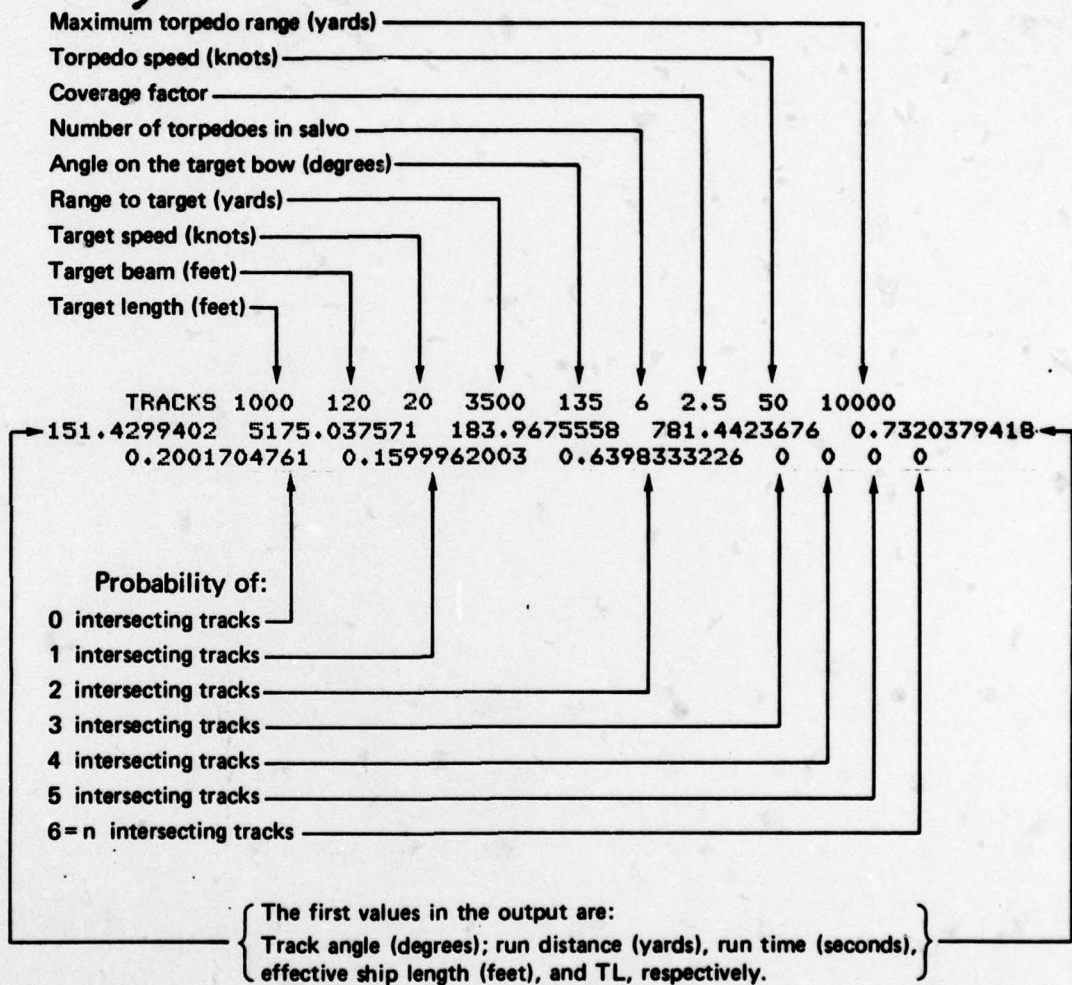 Maximum torpedo range (yards)
Torpedo speed (knots)
Coverage factor
Number of torpedoes in salvo
Angle on the target bow (degrees)
Range to target (yards)
Target speed (knots)
Target beam (feet)
Target length (feet)
TRACKS 1000 120 20 3500 135 6 2.5 50 10000
151.4299402 5175.037571 183.9675558 781.4423676 0.7320379418
0.2001704761 0.1599962003 0.6398333226 0 0 0 0
Probability of:
0 intersecting tracks
1 intersecting tracks
2 intersecting tracks
3 intersecting tracks
4 intersecting tracks
5 intersecting tracks
6 = n intersecting tracks
The first values in the output are:
Track angle (degrees); run distance (yards), run time (seconds),
effective ship length (feet), and TL, respectively.